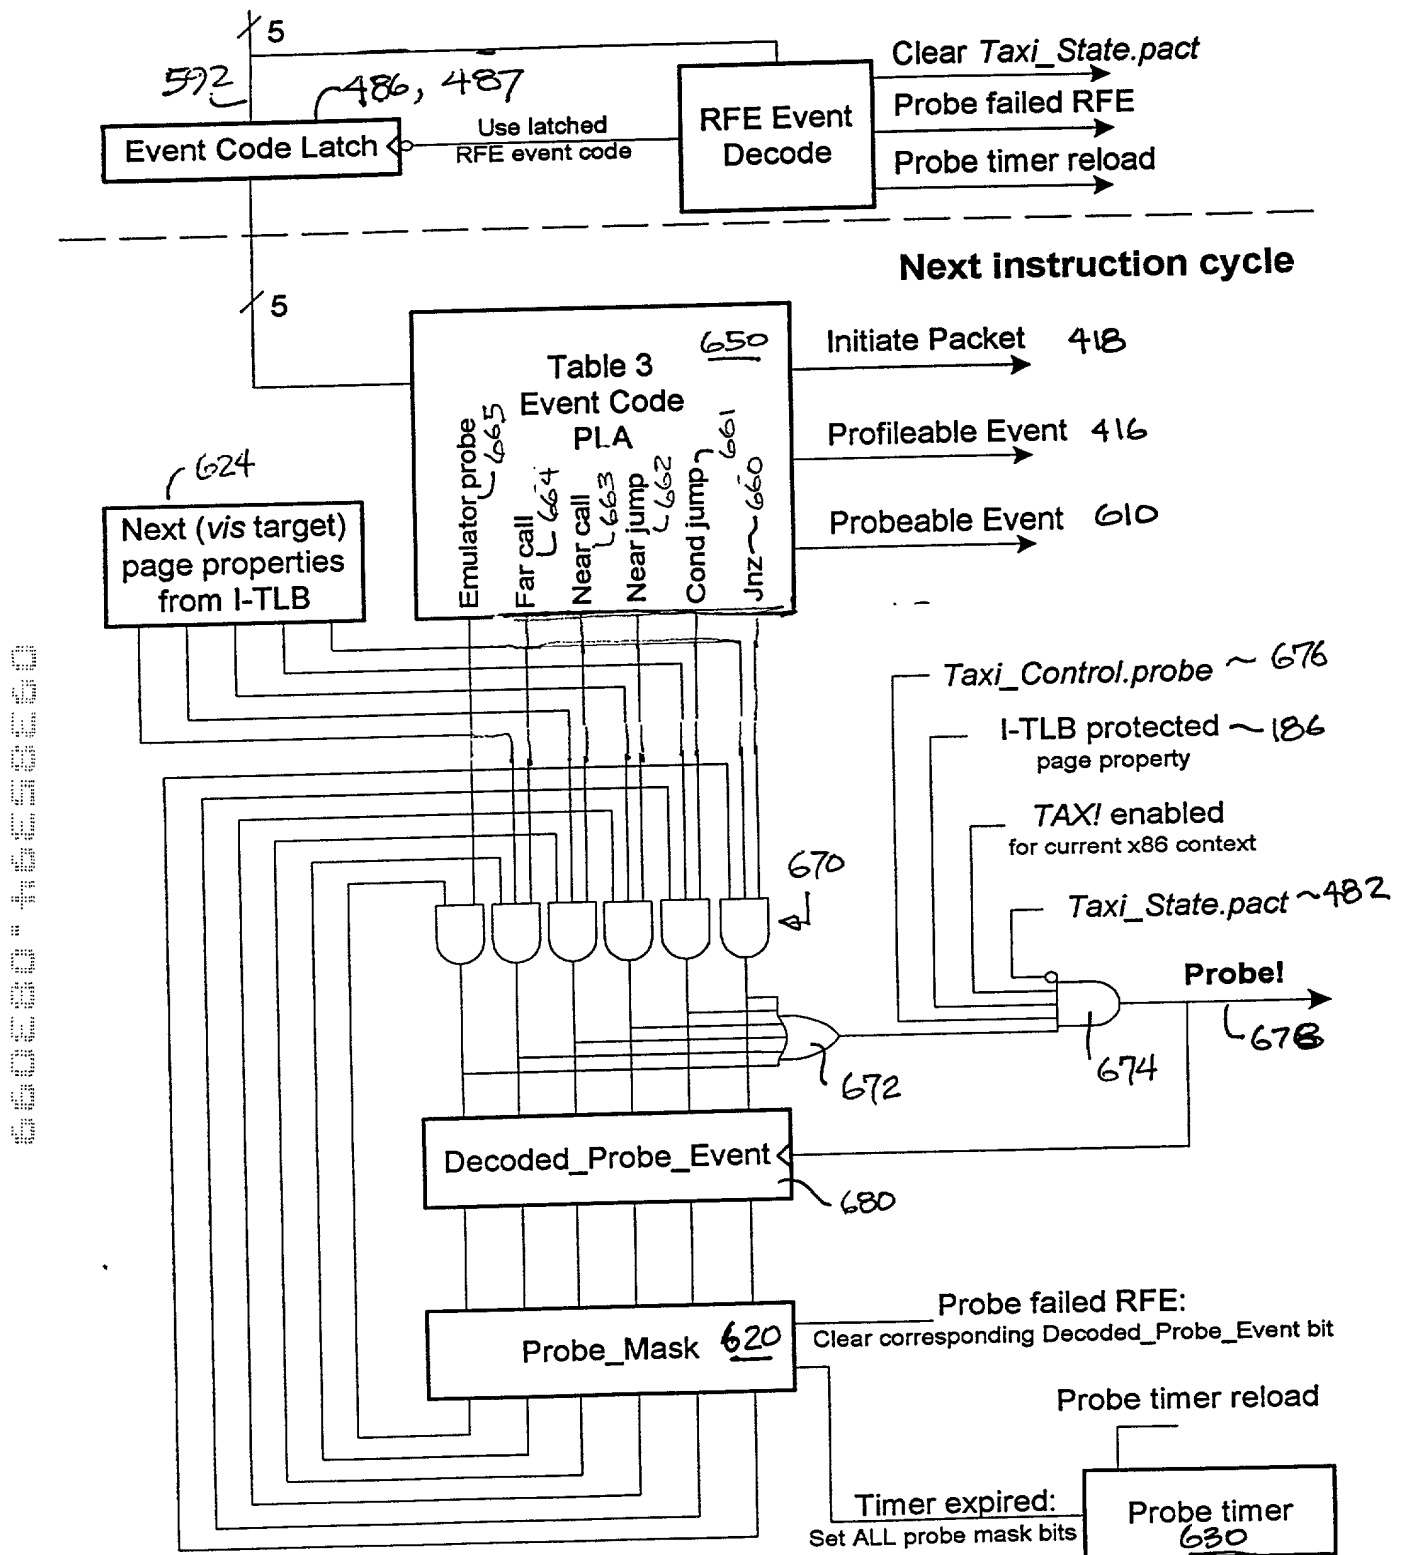 5
592
486, 487
Event Code Latch
Use latched
RFE event code
RFE Event
Decode
Clear Taxi_State.pact
Probe failed RFE
Probe timer reload
Next instruction cycle
5
Table 3
Event Code
PLA
650
Emulator probe
665
Far call
664
Near call
663
Near jump
662
Cond jump
661
Jnz
660
Initiate Packet 418
Profileable Event 416
Probeable Event 610
624
Next (vis target)
page properties
from I-TLB
Taxi_Control.probe 676
I-TLB protected 186
page property
TAX! enabled
for current x86 context
Taxi_State.pact 482
670
Probe!
678
674
672
Decoded_Probe_Event
680
Probe_Mask 620
Probe failed RFE:
Clear corresponding Decoded_Probe_Event bit
Probe timer reload
Timer expired:
Set ALL probe mask bits
Probe timer
630